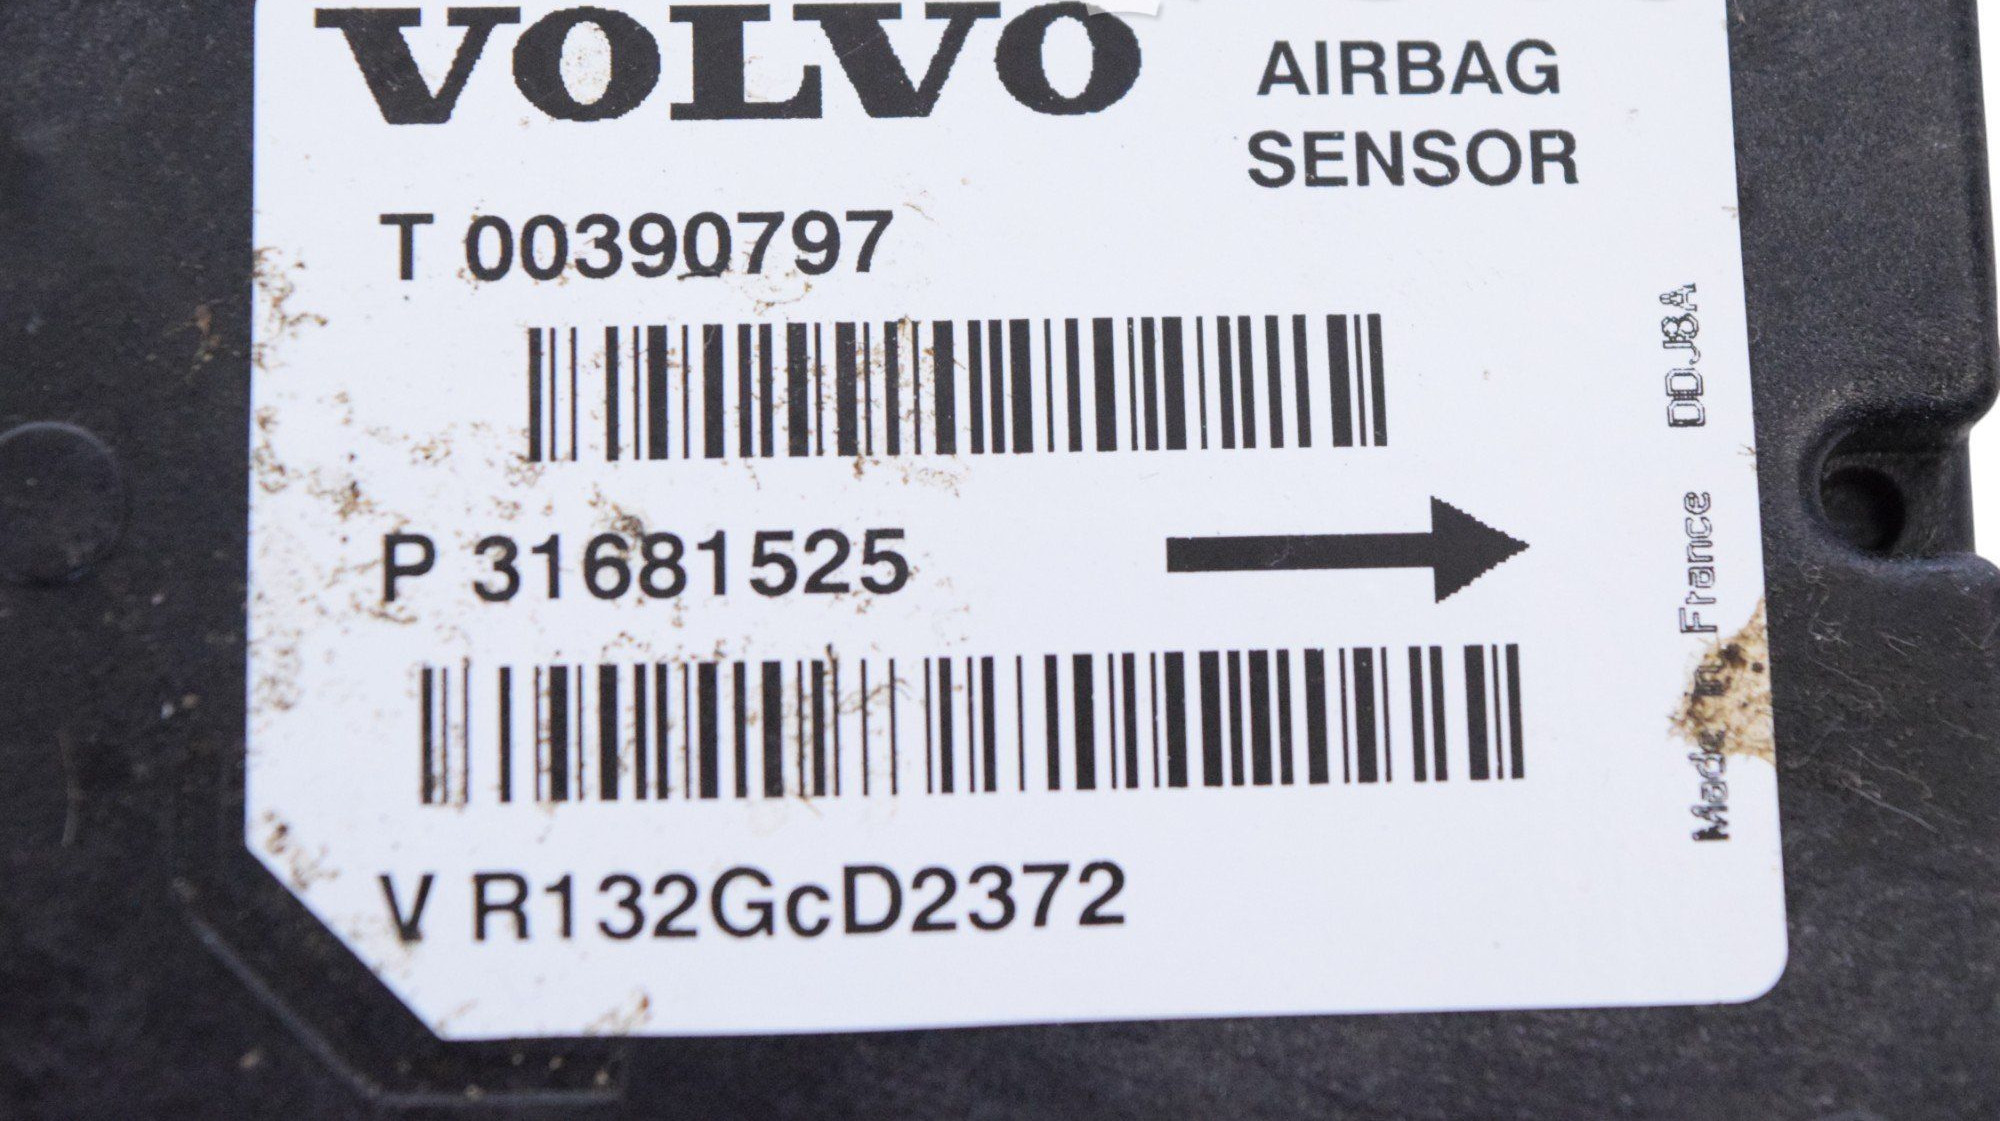 VOLVO
AIRBAG
SENSOR
T 00390797
P 31681525
V R132GcD2372
Made in France DDJ8A